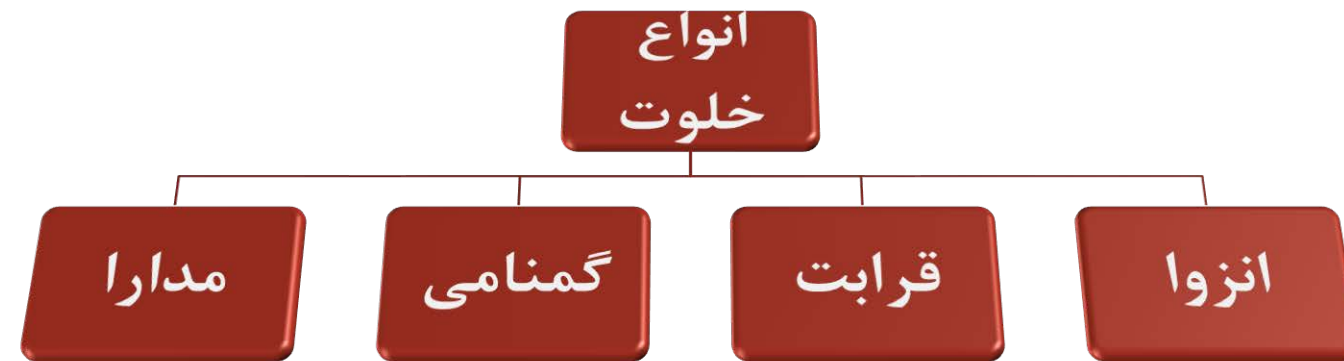 انواع
خلوت
انزوا
قرابت
گمنامی
مدارا